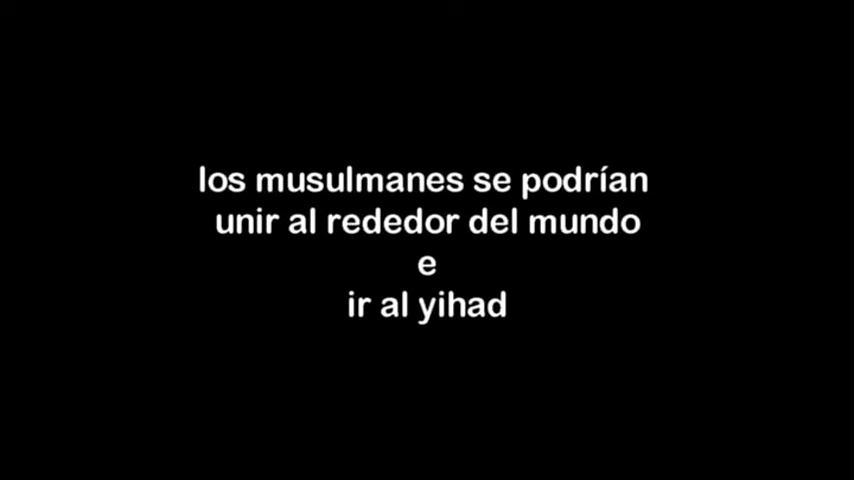 los musulmanes se podrían
unir al rededor del mundo
e
ir al yihad